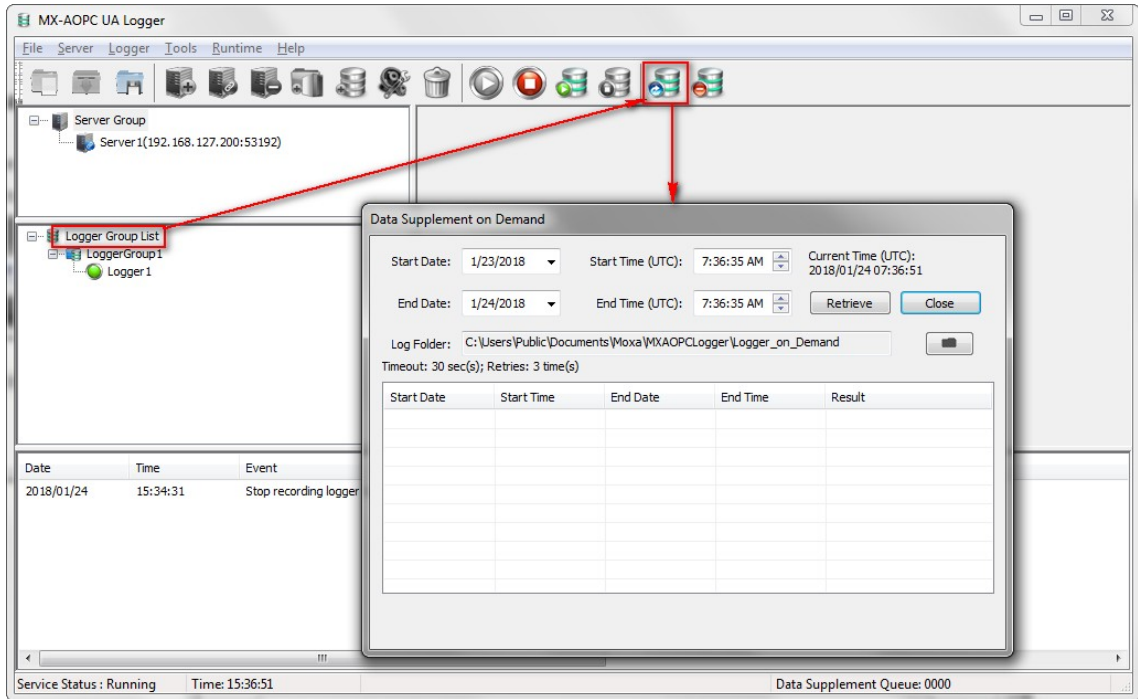 MX-AOPC UA Logger
File Server Logger Tools Runtime Help
Server Group
Server1(192.168.127.200:53192)
Logger Group List
LoggerGroup1
Logger1
Data Supplement on Demand
Start Date: 1/23/2018 Start Time (UTC): 7:36:35 AM Current Time (UTC):
2018/01/24 07:36:51
End Date: 1/24/2018 End Time (UTC): 7:36:35 AM Retrieve Close
Log Folder: C:\Users\Public\Documents\Moxa\MXAOPCLogger\Logger_on_Demand
Timeout: 30 sec(s); Retries: 3 time(s)
Start Date Start Time End Date End Time Result
Date Time Event
2018/01/24 15:34:31 Stop recording logger
Service Status : Running Time: 15:36:51 Data Supplement Queue: 0000